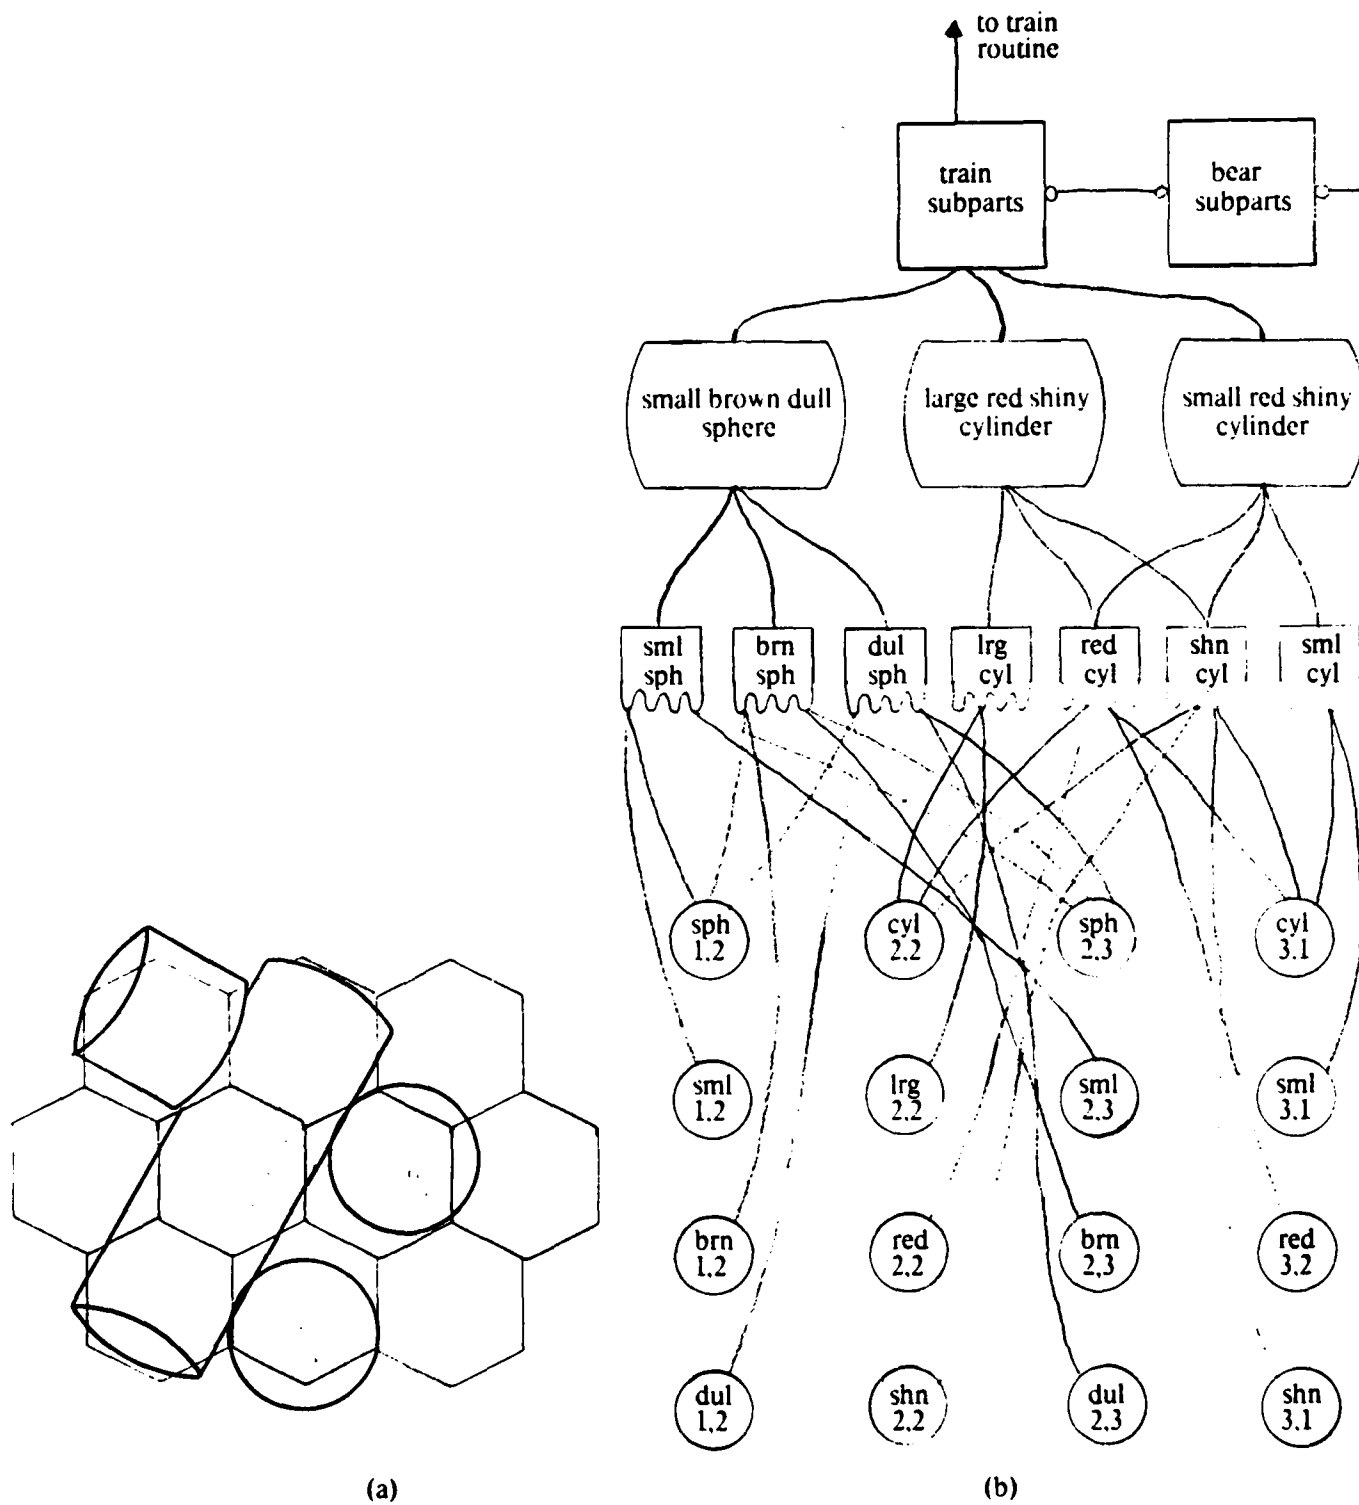 to train
routine
train
subparts
bear
subparts
small brown dull
sphere
large red shiny
cylinder
small red shiny
cylinder
sml
sph
brn
sph
dul
sph
lrg
cyl
red
cyl
shn
cyl
sml
cyl
sph
1,2
cyl
2,2
sph
2,3
cyl
3,1
sml
1,2
lrg
2,2
sml
2,3
sml
3,1
brn
1,2
red
2,2
brn
2,3
red
3,2
dul
1,2
shn
2,2
dul
2,3
shn
3,1
(a)
(b)